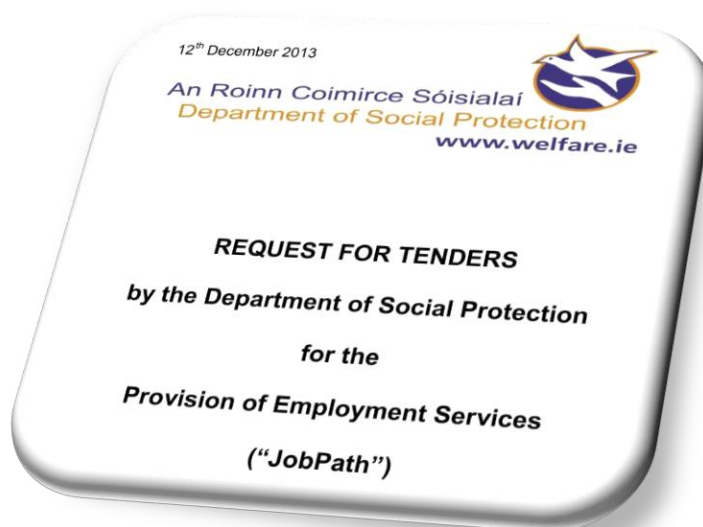 12th December 2013
An Roinn Coimirce Sóisialaí
Department of Social Protection
www.welfare.ie
REQUEST FOR TENDERS
by the Department of Social Protection
for the
Provision of Employment Services
(“JobPath”)